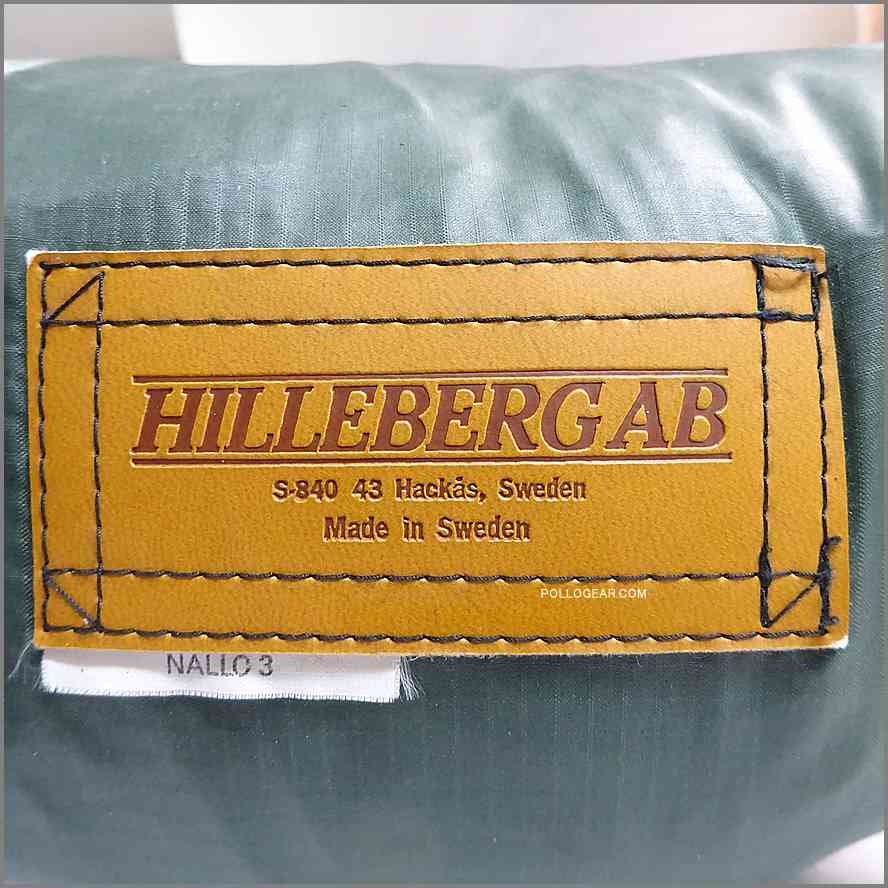 HILLEBERG AB
S-840 43 Hackås, Sweden
Made in Sweden
POLLOGEAR.COM
NALLO 3